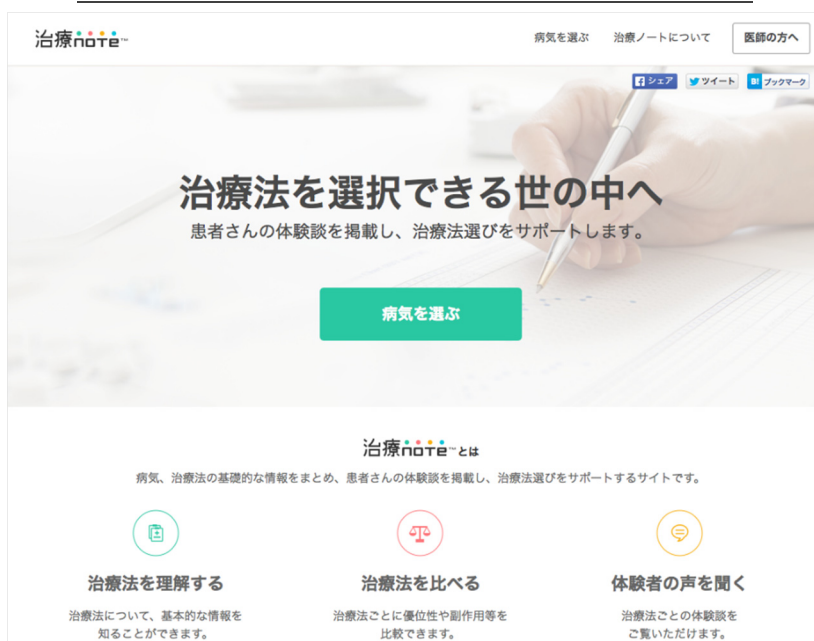 治療note™
病気を選ぶ 治療ノートについて 医師の方へ
シェア ツイート B! ブックマーク
治療法を選択できる世の中へ
患者さんの体験談を掲載し、治療法選びをサポートします。
病気を選ぶ
治療note™とは
病気、治療法の基礎的な情報をまとめ、患者さんの体験談を掲載し、治療法選びをサポートするサイトです。
治療法を理解する
治療法について、基本的な情報を
知ることができます。
治療法を比べる
治療法ごとに優位性や副作用等を
比較できます。
体験者の声を聞く
治療法ごとの体験談を
ご覧いただけます。